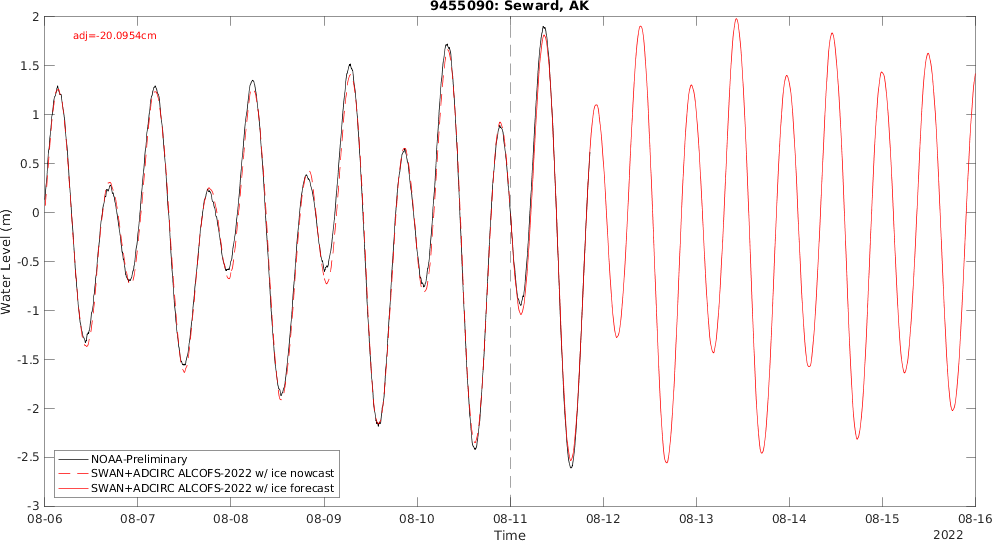 9455090: Seward, AK
adj=-20.0954cm
2
1.5
1
0.5
0
-0.5
-1
-1.5
-2
-2.5
-3
Water Level (m)
NOAA-Preliminary
SWAN+ADCIRC ALCOFS-2022 w/ ice nowcast
SWAN+ADCIRC ALCOFS-2022 w/ ice forecast
08-06 08-07 08-08 08-09 08-10 08-11 08-12 08-13 08-14 08-15 08-16
Time
2022